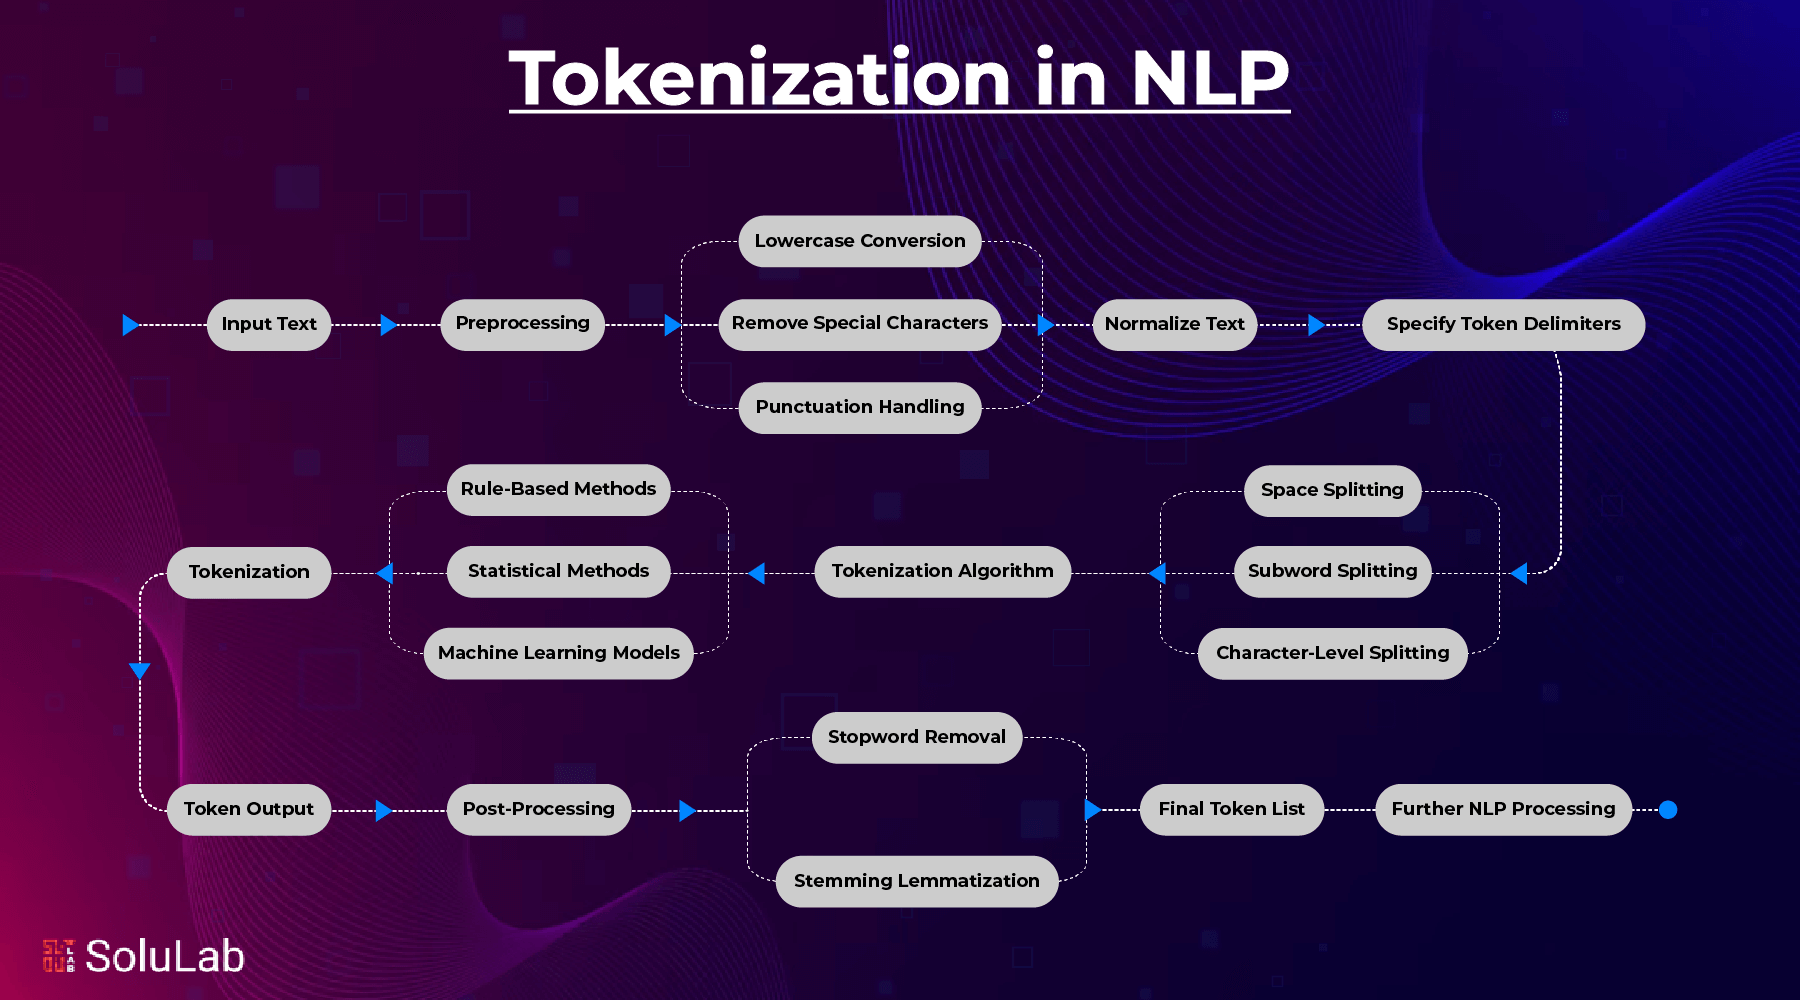 Tokenization in NLP
Lowercase Conversion
Input Text
Preprocessing
Remove Special Characters
Normalize Text
Specify Token Delimiters
Punctuation Handling
Rule-Based Methods
Space Splitting
Tokenization
Statistical Methods
Tokenization Algorithm
Subword Splitting
Machine Learning Models
Character-Level Splitting
Stopword Removal
Token Output
Post-Processing
Final Token List
Further NLP Processing
Stemming Lemmatization
SoluLab